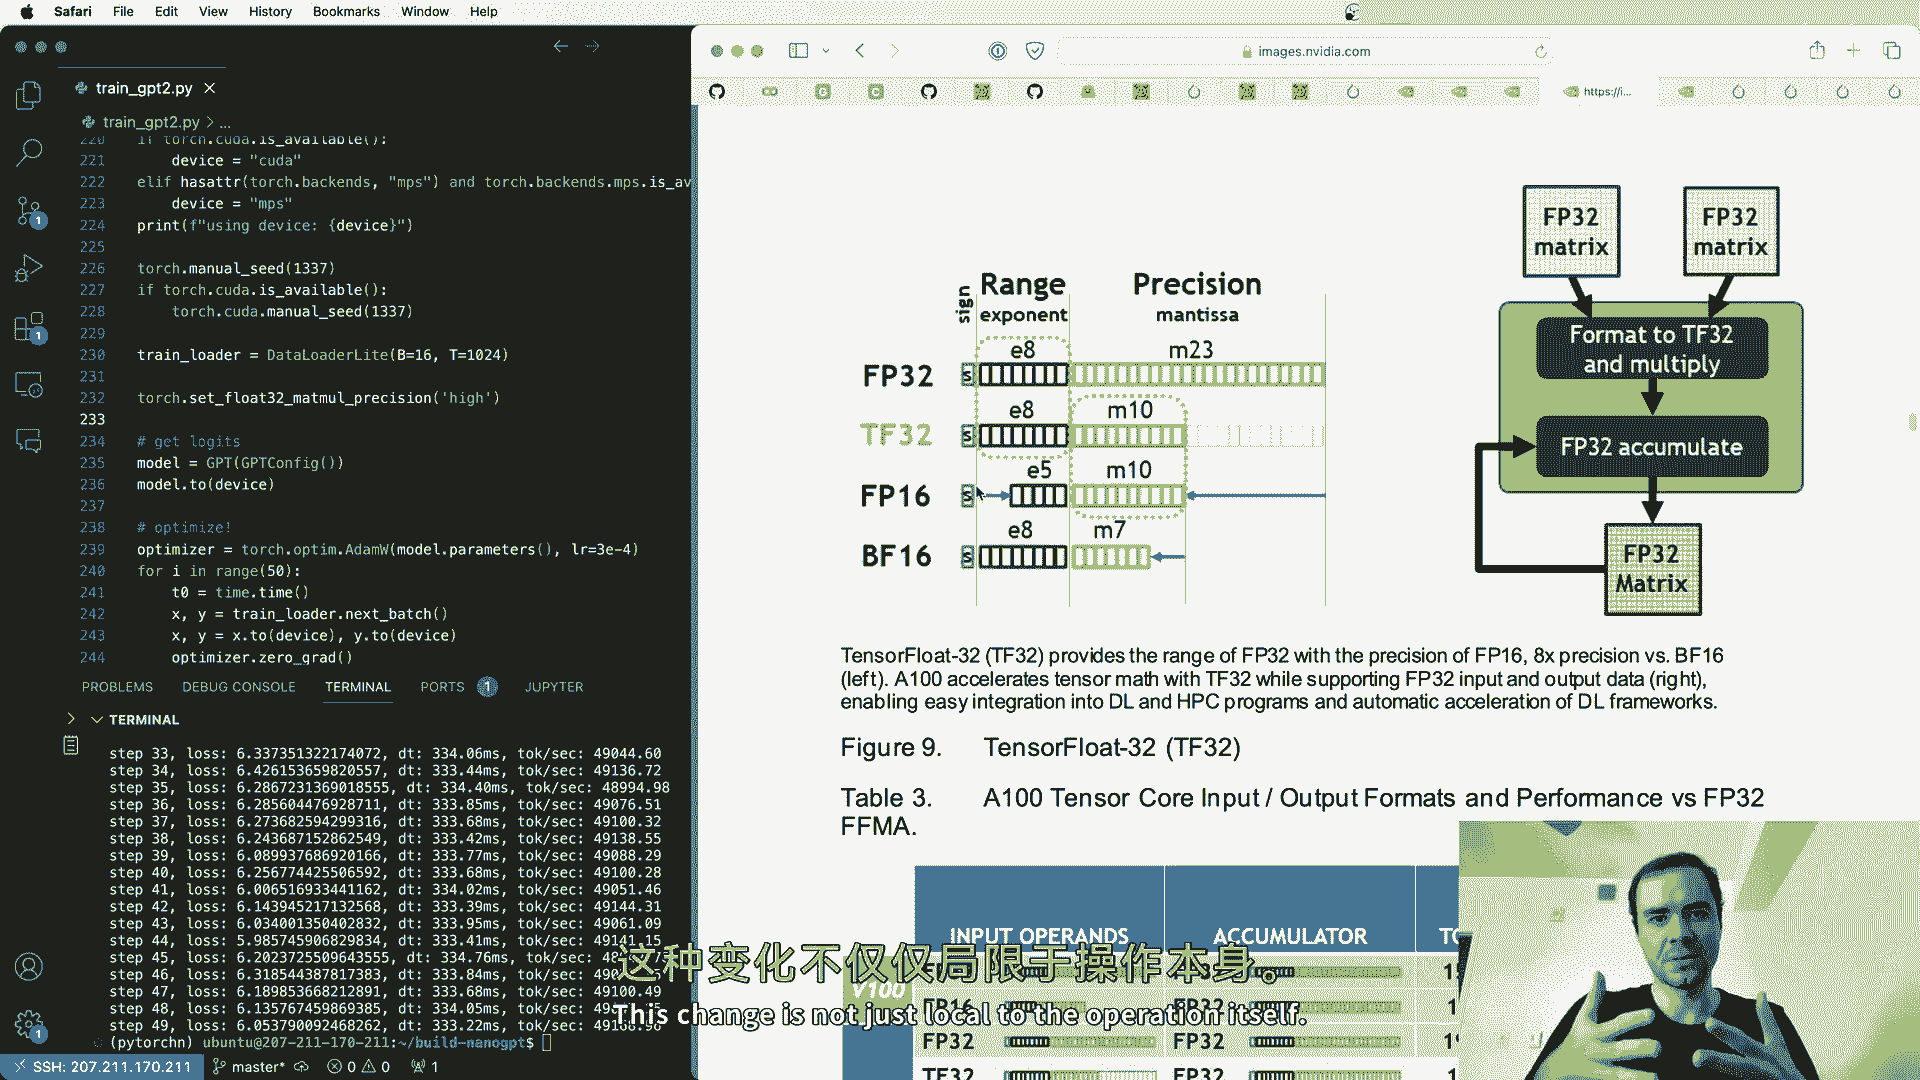 Safari File Edit View History Bookmarks Window Help
train_gpt2.py
train_gpt2.py > ...
220 if torch.cuda.is_available():
221 device = "cuda"
222 elif hasattr(torch.backends, "mps") and torch.backends.mps.is_av
223 device = "mps"
224 print(f"using device: {device}")
225
226 torch.manual_seed(1337)
227 if torch.cuda.is_available():
228 torch.cuda.manual_seed(1337)
229
230 train_loader = DataLoaderLite(B=16, T=1024)
231
232 torch.set_float32_matmul_precision('high')
233
234 # get logits
235 model = GPT(GPTConfig())
236 model.to(device)
237
238 # optimize!
239 optimizer = torch.optim.AdamW(model.parameters(), lr=3e-4)
240 for i in range(50):
241 t0 = time.time()
242 x, y = train_loader.next_batch()
243 x, y = x.to(device), y.to(device)
244 optimizer.zero_grad()
PROBLEMS DEBUG CONSOLE TERMINAL PORTS 1 JUPYTER
TERMINAL
step 33, loss: 6.337351322174072, dt: 334.06ms, tok/sec: 49044.60
step 34, loss: 6.426153659820557, dt: 333.44ms, tok/sec: 49136.72
step 35, loss: 6.2867231369018555, dt: 334.40ms, tok/sec: 48994.98
step 36, loss: 6.285604476928711, dt: 333.85ms, tok/sec: 49076.51
step 37, loss: 6.273682594299316, dt: 333.68ms, tok/sec: 49100.32
step 38, loss: 6.243687152862549, dt: 333.42ms, tok/sec: 49138.55
step 39, loss: 6.089937686920166, dt: 333.77ms, tok/sec: 49088.29
step 40, loss: 6.256774425506592, dt: 333.68ms, tok/sec: 49100.28
step 41, loss: 6.006516933441162, dt: 334.02ms, tok/sec: 49051.46
step 42, loss: 6.143945217132568, dt: 333.39ms, tok/sec: 49144.31
step 43, loss: 6.034001350402832, dt: 333.95ms, tok/sec: 49061.09
step 44, loss: 5.985745906829834, dt: 333.41ms, tok/sec: 49141.15
step 45, loss: 6.2023725509643555, dt: 334.76ms, tok/sec:
step 46, loss: 6.318544387817383, dt: 333.84ms, tok/sec:
step 47, loss: 6.189853668212891, dt: 333.68ms, tok/sec: 49100.49
step 48, loss: 6.135767459869385, dt: 334.05ms, tok/sec:
step 49, loss: 6.053790092468262, dt: 333.22ms, tok/sec:
(pytorchn) ubuntu@207-211-170-211:~/build-nanogpt$
SSH: 207.211.170.211 master* 0 0 1
images.nvidia.com
https://i...
sign Range Precision
exponent mantissa
e8 m23
FP32 S
e8 m10
TF32 S
e5 m10
FP16 S
e8 m7
BF16 S
FP32 matrix
FP32 matrix
Format to TF32
and multiply
FP32 accumulate
FP32
Matrix
TensorFloat-32 (TF32) provides the range of FP32 with the precision of FP16, 8x precision vs. BF16
(left). A100 accelerates tensor math with TF32 while supporting FP32 input and output data (right),
enabling easy integration into DL and HPC programs and automatic acceleration of DL frameworks.
Figure 9. TensorFloat-32 (TF32)
Table 3. A100 Tensor Core Input / Output Formats and Performance vs FP32
FFMA.
INPUT OPERANDS ACCUMULATOR
V100
FP16 FP32
FP32 FP32
TF32 FP32
这种变化不仅仅局限于操作本身。
This change is not just local to the operation itself.